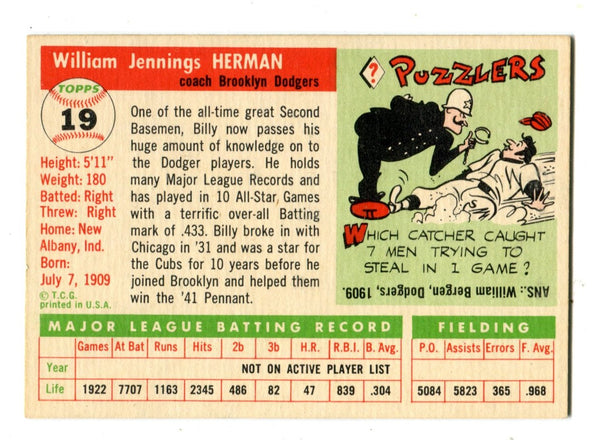 William Jennings HERMAN
coach Brooklyn Dodgers
TOPPS
19
Height: 5'11"
Weight: 180
Batted: Right
Threw: Right
Home: New
Albany, Ind.
Born:
July 7, 1909
© T.C.G.
printed in U.S.A.
One of the all-time great Second
Basemen, Billy now passes his
huge amount of knowledge on to
the Dodger players. He holds
many Major League Records and
has played in 10 All-Star Games
with a terrific over-all Batting
mark of .433. Billy broke in with
Chicago in '31 and was a star for
the Cubs for 10 years before he
joined Brooklyn and helped them
win the '41 Pennant.
? PUZZLERS
WHICH CATCHER CAUGHT
7 MEN TRYING TO
STEAL IN 1 GAME?
ANS.: William Bergen, Dodgers, 1909.
MAJOR LEAGUE BATTING RECORD
Games At Bat Runs Hits 2b 3b H.R. R.B.I. B. Avg.
Year NOT ON ACTIVE PLAYER LIST
Life 1922 7707 1163 2345 486 82 47 839 .304
FIELDING
P.O. Assists Errors F. Avg.
5084 5823 365 .968